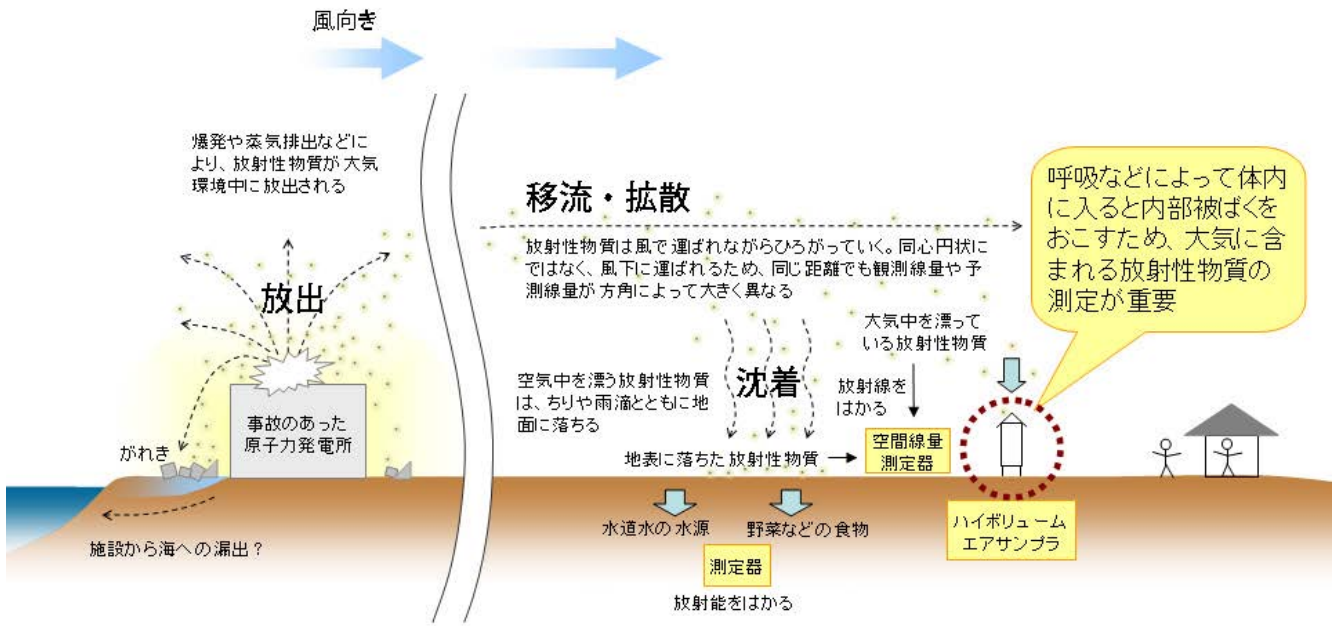 風向き
爆発や蒸気排出などに
より、放射性物質が大気
環境中に放出される
放出
事故のあった
原子力発電所
がれき
施設から海への漏出？
移流・拡散
放射性物質は風で運ばれながらひろがっていく。同心円状に
ではなく、風下に運ばれるため、同じ距離でも観測線量や予
測線量が方角によって大きく異なる
沈着
空気中を漂う放射性物質
は、ちりや雨滴とともに地
面に落ちる
地表に落ちた放射性物質
大気中を漂って
いる放射性物質
放射線を
はかる
空間線量
測定器
呼吸などによって体内
に入ると内部被ばくを
おこすため、大気に含
まれる放射性物質の
測定が重要
ハイボリューム
エアサンプラ
水道水の水源
野菜などの食物
測定器
放射能をはかる